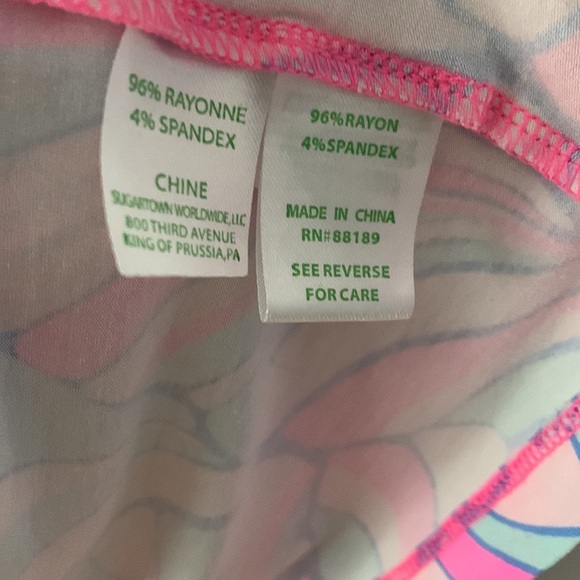 96% RAYONNE
4% SPANDEX
CHINE
SUGARTOWN WORLDWIDE, LLC
800 THIRD AVENUE
KING OF PRUSSIA, PA
96%RAYON
4%SPANDEX
MADE IN CHINA
RN#88189
SEE REVERSE
FOR CARE